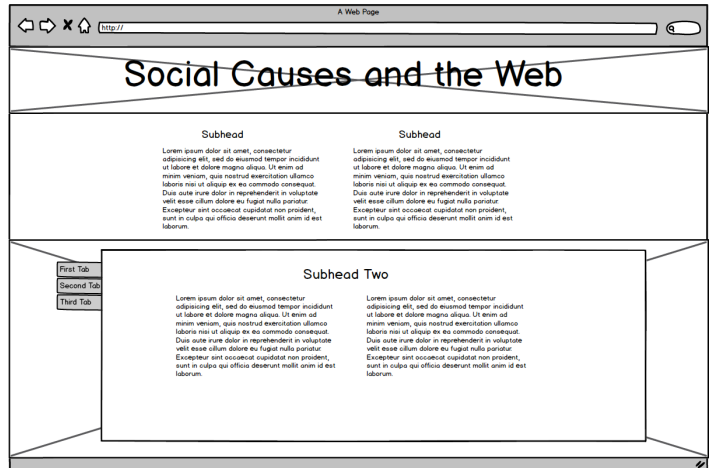 A Web Page
http://
Social Causes and the Web
Subhead
Lorem ipsum dolor sit amet, consectetur
adipisicing elit, sed do eiusmod tempor incididunt
ut labore et dolore magna aliqua. Ut enim ad
minim veniam, quis nostrud exercitation ullamco
laboris nisi ut aliquip ex ea commodo consequat.
Duis aute irure dolor in reprehenderit in voluptate
velit esse cillum dolore eu fugiat nulla pariatur.
Excepteur sint occaecat cupidatat non proident,
sunt in culpa qui officia deserunt mollit anim id est
laborum.
Subhead
Lorem ipsum dolor sit amet, consectetur
adipisicing elit, sed do eiusmod tempor incididunt
ut labore et dolore magna aliqua. Ut enim ad
minim veniam, quis nostrud exercitation ullamco
laboris nisi ut aliquip ex ea commodo consequat.
Duis aute irure dolor in reprehenderit in voluptate
velit esse cillum dolore eu fugiat nulla pariatur.
Excepteur sint occaecat cupidatat non proident,
sunt in culpa qui officia deserunt mollit anim id est
laborum.
First Tab
Second Tab
Third Tab
Subhead Two
Lorem ipsum dolor sit amet, consectetur
adipisicing elit, sed do eiusmod tempor incididunt
ut labore et dolore magna aliqua. Ut enim ad
minim veniam, quis nostrud exercitation ullamco
laboris nisi ut aliquip ex ea commodo consequat.
Duis aute irure dolor in reprehenderit in voluptate
velit esse cillum dolore eu fugiat nulla pariatur.
Excepteur sint occaecat cupidatat non proident,
sunt in culpa qui officia deserunt mollit anim id est
laborum.
Lorem ipsum dolor sit amet, consectetur
adipisicing elit, sed do eiusmod tempor incididunt
ut labore et dolore magna aliqua. Ut enim ad
minim veniam, quis nostrud exercitation ullamco
laboris nisi ut aliquip ex ea commodo consequat.
Duis aute irure dolor in reprehenderit in voluptate
velit esse cillum dolore eu fugiat nulla pariatur.
Excepteur sint occaecat cupidatat non proident,
sunt in culpa qui officia deserunt mollit anim id est
laborum.